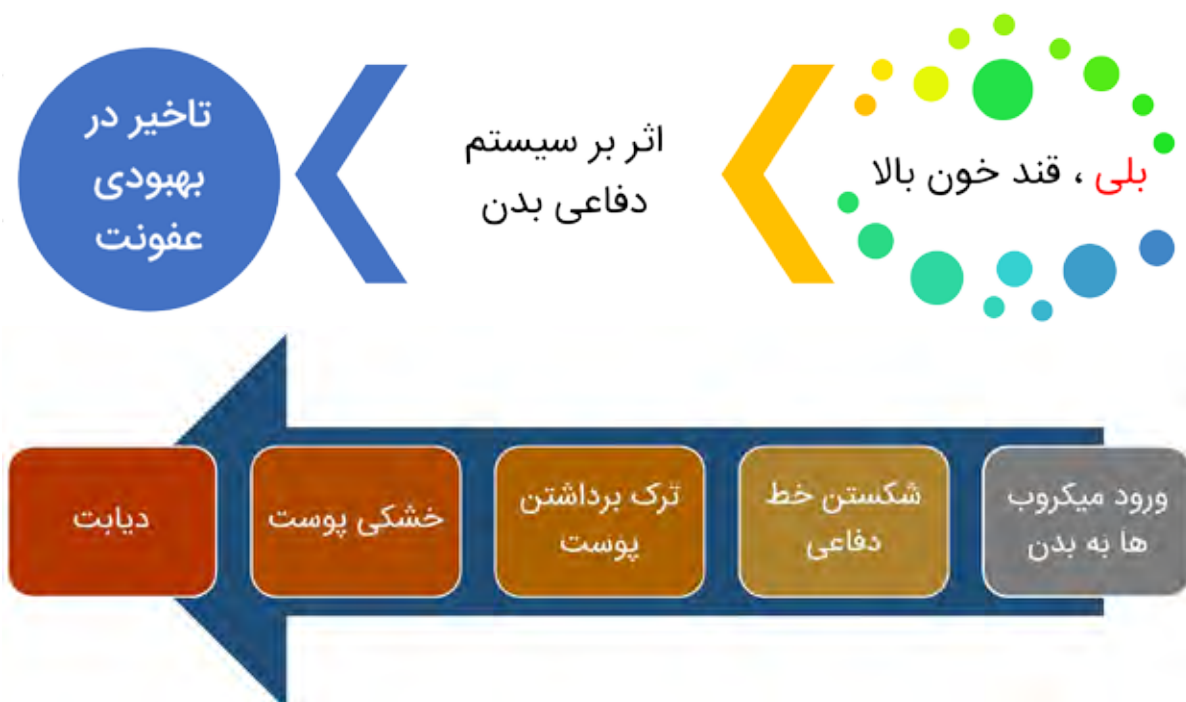 بلی ، قند خون بالا
اثر بر سیستم
دفاعی بدن
تاخیر در
بهبودی
عفونت
ورود میکروب
ها به بدن
شکستن خط
دفاعی
ترک برداشتن
پوست
خشکی پوست
دیابت